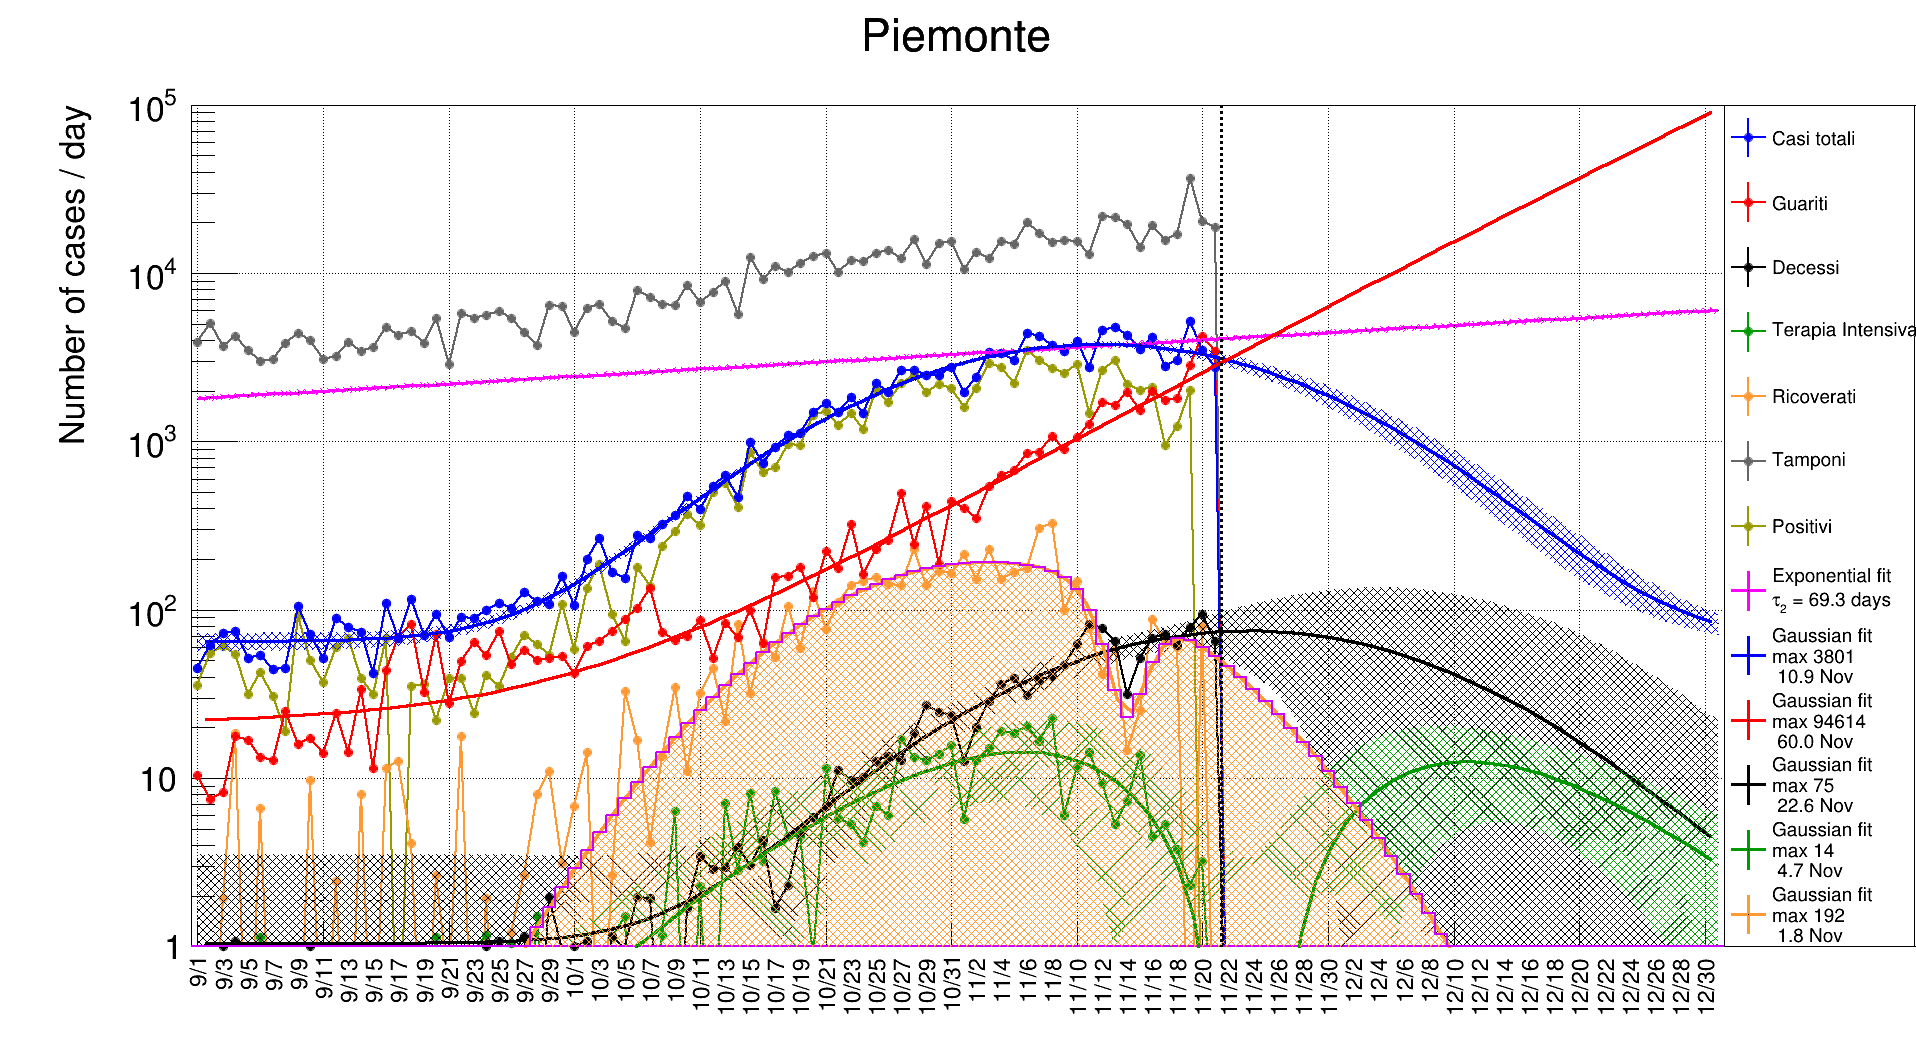 Piemonte
Number of cases / day
10^5
10^4
10^3
10^2
10
1
9/1
9/3
9/5
9/7
9/9
9/11
9/13
9/15
9/17
9/19
9/21
9/23
9/25
9/27
9/29
10/1
10/3
10/5
10/7
10/9
10/11
10/13
10/15
10/17
10/19
10/21
10/23
10/25
10/27
10/29
10/31
11/2
11/4
11/6
11/8
11/10
11/12
11/14
11/16
11/18
11/20
11/22
11/24
11/26
11/28
11/30
12/2
12/4
12/6
12/8
12/10
12/12
12/14
12/16
12/18
12/20
12/22
12/24
12/26
12/28
12/30
Casi totali
Guariti
Decessi
Terapia Intensiva
Ricoverati
Tamponi
Positivi
Exponential fit
τ2 = 69.3 days
Gaussian fit
max 3801
10.9 Nov
Gaussian fit
max 94614
60.0 Nov
Gaussian fit
max 75
22.6 Nov
Gaussian fit
max 14
4.7 Nov
Gaussian fit
max 192
1.8 Nov